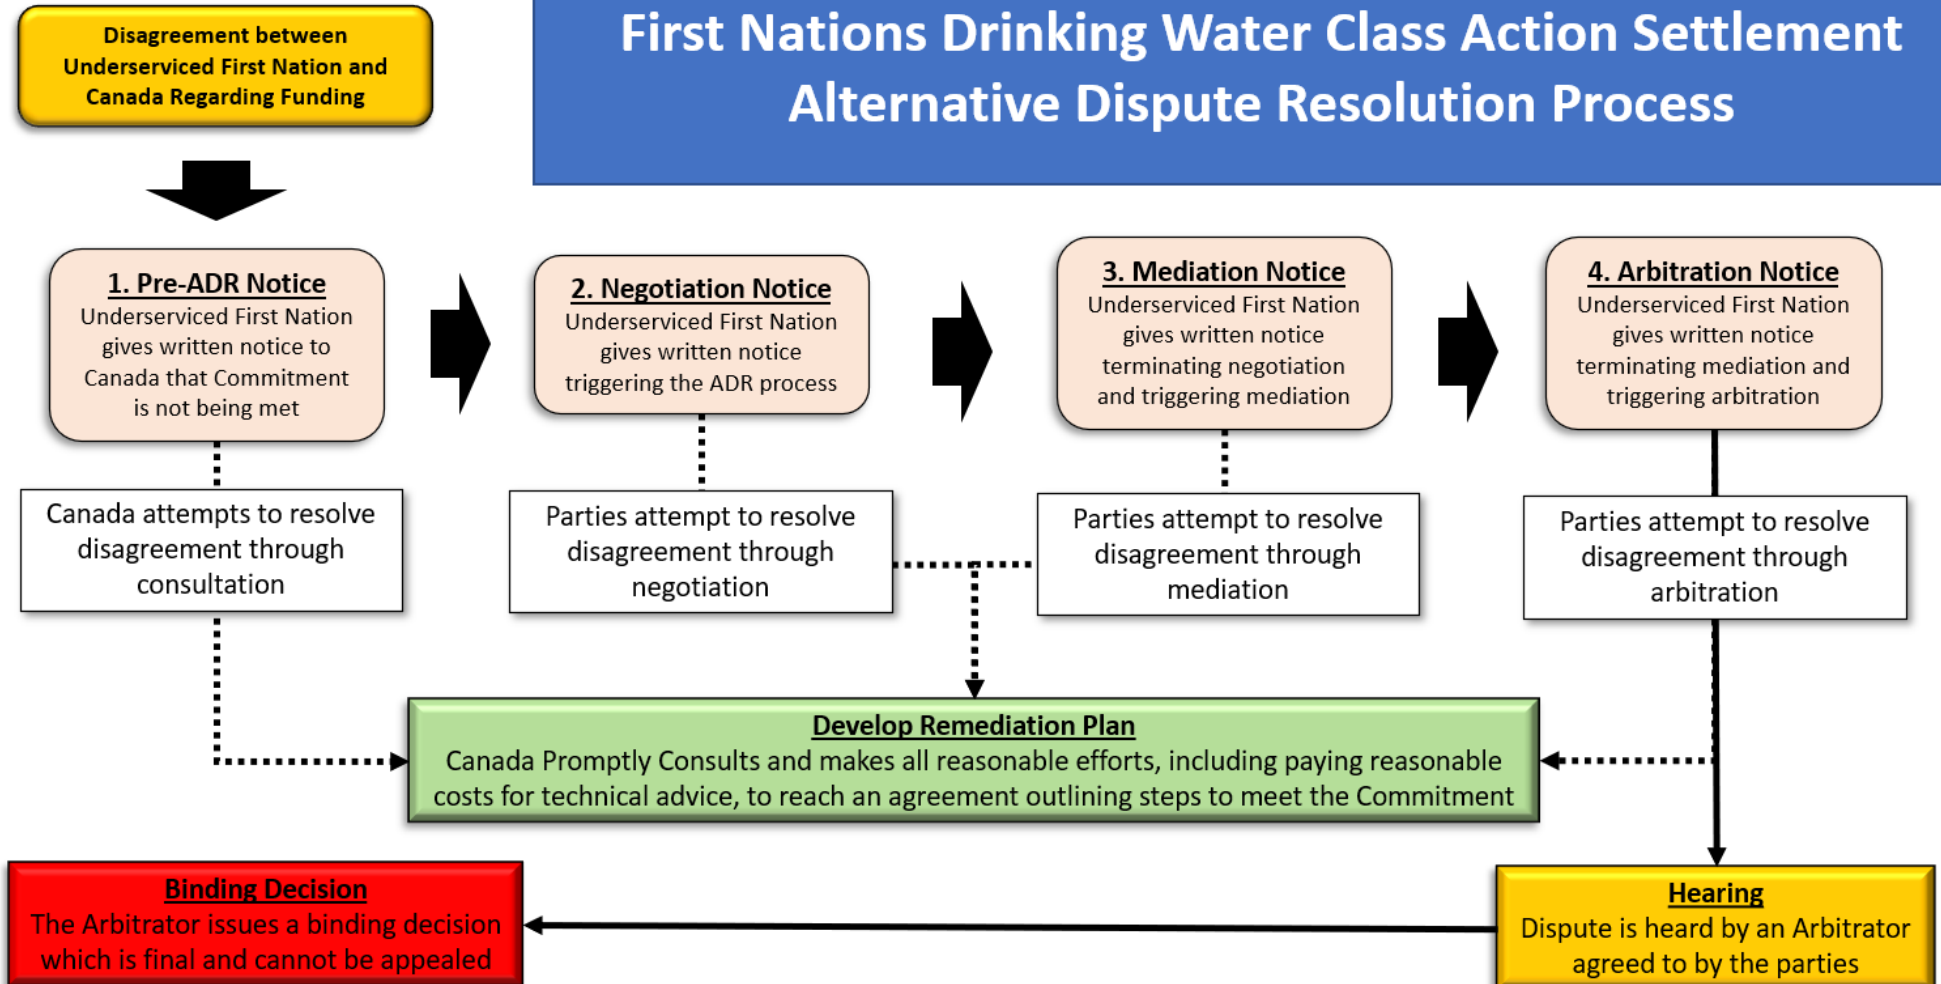 Disagreement between
Underserviced First Nation and
Canada Regarding Funding
First Nations Drinking Water Class Action Settlement
Alternative Dispute Resolution Process
1. Pre-ADR Notice
Underserviced First Nation
gives written notice to
Canada that Commitment
is not being met
2. Negotiation Notice
Underserviced First Nation
gives written notice
triggering the ADR process
3. Mediation Notice
Underserviced First Nation
gives written notice
terminating negotiation
and triggering mediation
4. Arbitration Notice
Underserviced First Nation
gives written notice
terminating mediation and
triggering arbitration
Canada attempts to resolve
disagreement through
consultation
Parties attempt to resolve
disagreement through
negotiation
Parties attempt to resolve
disagreement through
mediation
Parties attempt to resolve
disagreement through
arbitration
Develop Remediation Plan
Canada Promptly Consults and makes all reasonable efforts, including paying reasonable
costs for technical advice, to reach an agreement outlining steps to meet the Commitment
Binding Decision
The Arbitrator issues a binding decision
which is final and cannot be appealed
Hearing
Dispute is heard by an Arbitrator
agreed to by the parties